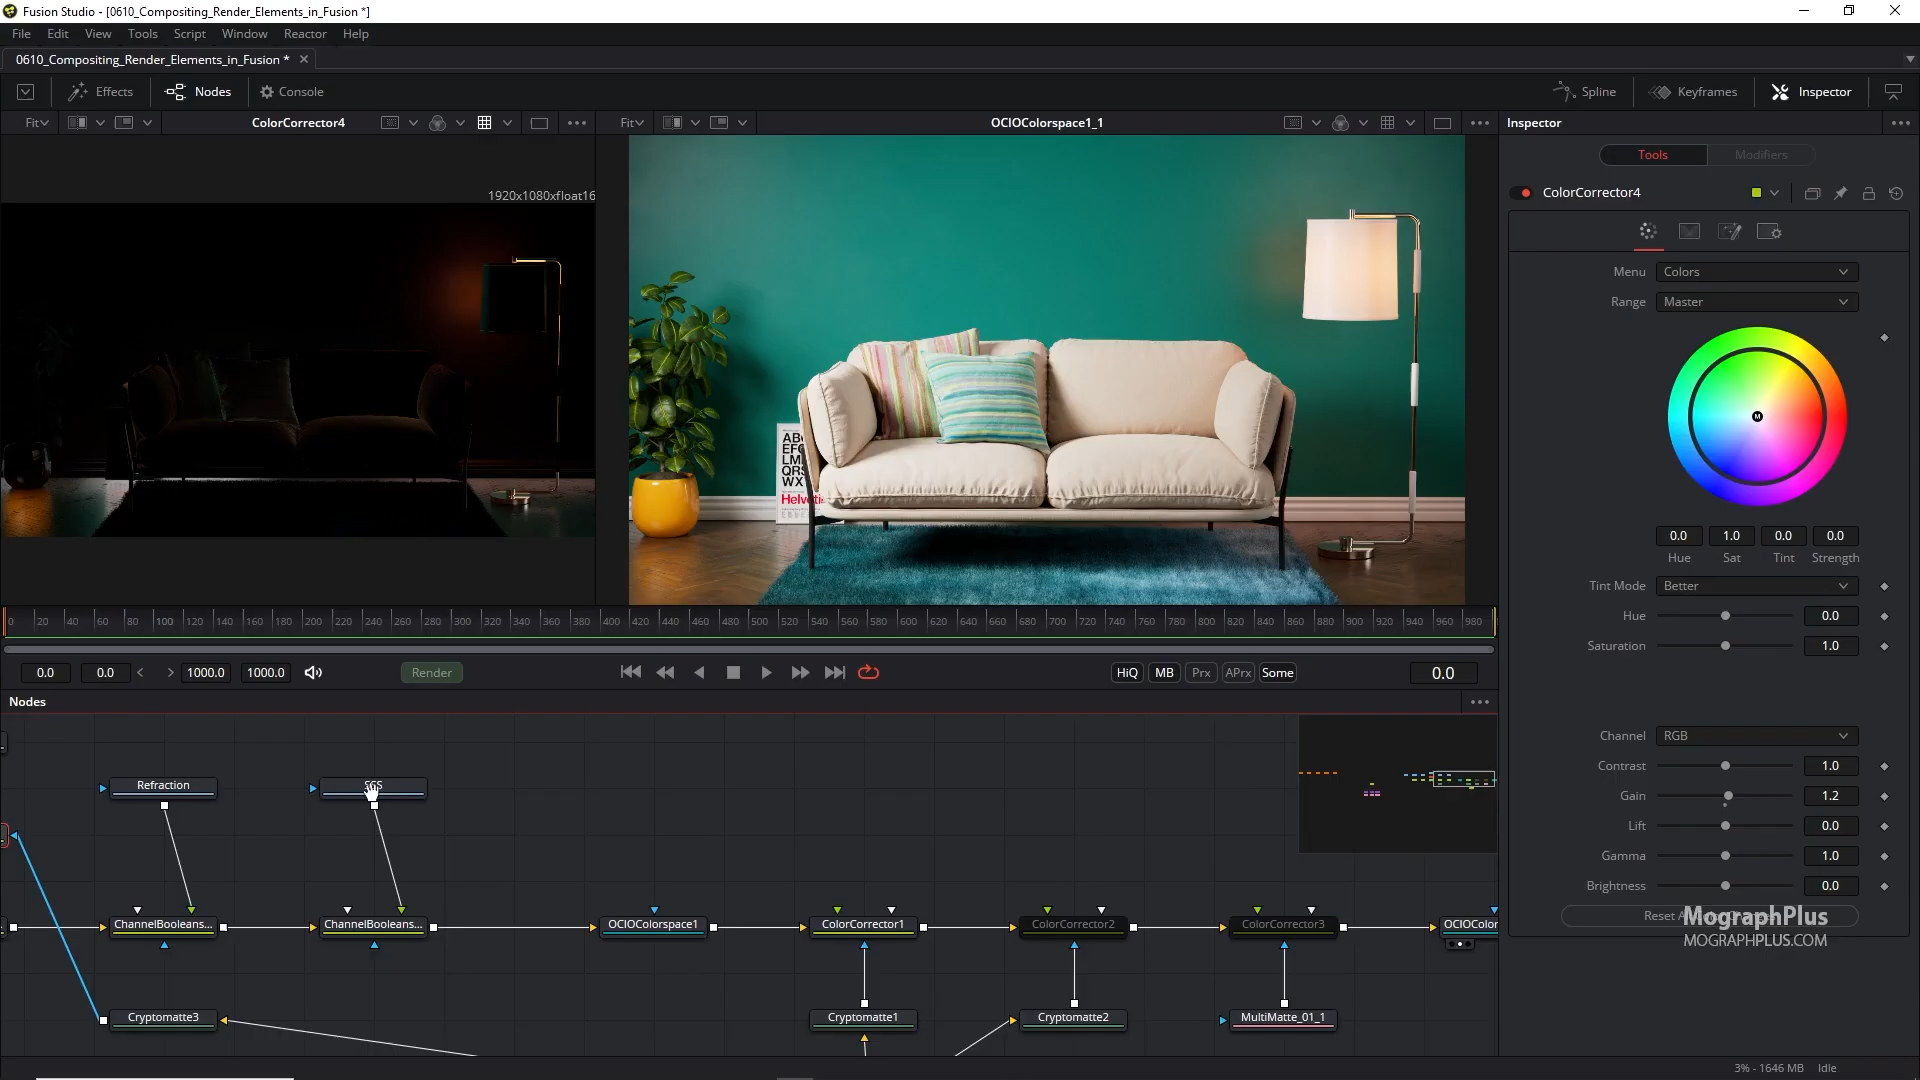 Fusion Studio - [0610_Compositing_Render_Elements_in_Fusion *]
File Edit View Tools Script Window Reactor Help
0610_Compositing_Render_Elements_in_Fusion *
Effects Nodes Console Spline Keyframes Inspector
Fit ColorCorrector4 Fit OCIOColorspace1_1 Inspector
Tools Modifiers
1920x1080xfloat16
ColorCorrector4
Menu Colors
Range Master
M
0.0 1.0 0.0 0.0
Hue Sat Tint Strength
Tint Mode Better
Hue 0.0
Saturation 1.0
Channel RGB
Contrast 1.0
Gain 1.2
Lift 0.0
Gamma 1.0
Brightness 0.0
MographPlus
MOGRAPHPLUS.COM
0 20 40 60 80 100 120 140 160 180 200 220 240 260 280 300 320 340 360 380 400 420 440 460 480 500 520 540 560 580 600 620 640 660 680 700 720 740 760 780 800 820 840 860 880 900 920 940 960 980
0.0 0.0 < > 1000.0 1000.0 Render HiQ MB Prx APrx Some 0.0
Nodes
Refraction
ChannelBooleans... ChannelBooleans... OCIOColorspace1 ColorCorrector1 ColorCorrector2 ColorCorrector3 OCIOColor
Cryptomatte3 Cryptomatte1 Cryptomatte2 MultiMatte_01_1
3% - 1646 MB Idle